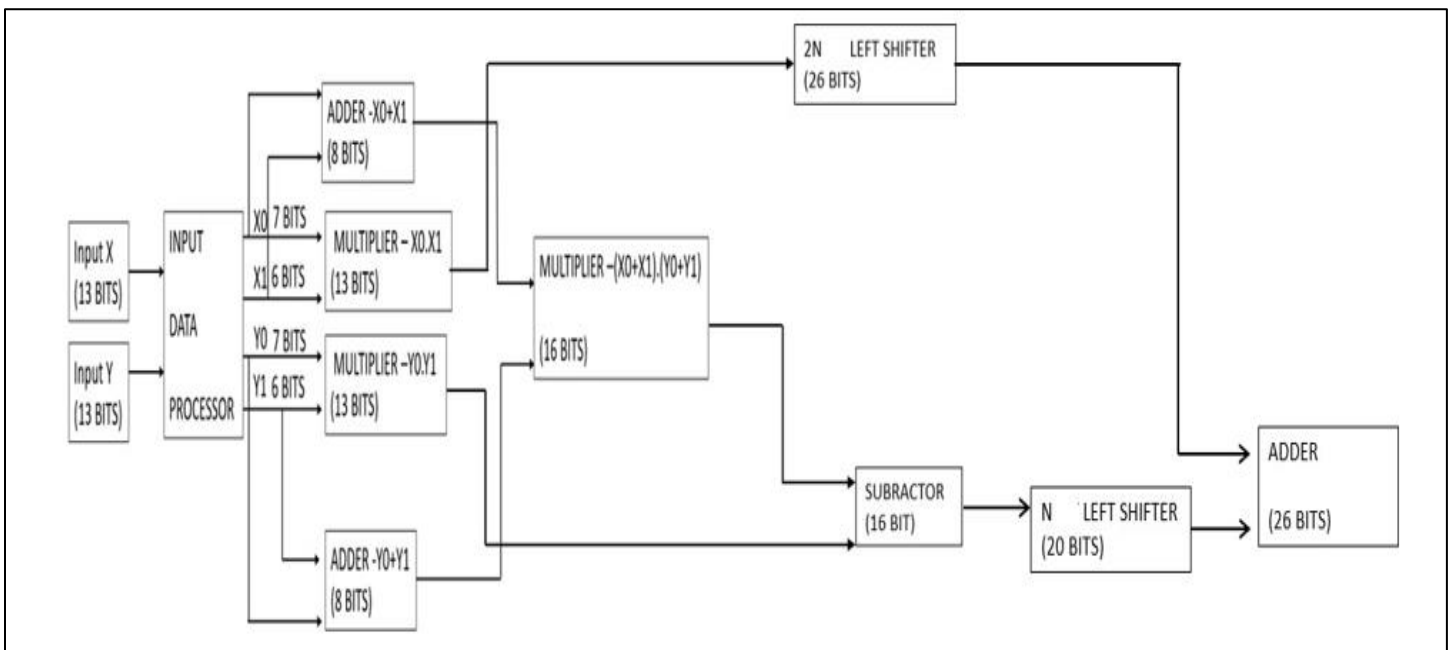 2N LEFT SHIFTER
(26 BITS)
ADDER -X0+X1
(8 BITS)
Input X
(13 BITS)
Input Y
(13 BITS)
INPUT
DATA
PROCESSOR
X0 7 BITS
X1 6 BITS
Y0 7 BITS
Y1 6 BITS
MULTIPLIER – X0.X1
(13 BITS)
MULTIPLIER –Y0.Y1
(13 BITS)
MULTIPLIER –(X0+X1).(Y0+Y1)
(16 BITS)
ADDER -Y0+Y1
(8 BITS)
SUBRACTOR
(16 BIT)
N LEFT SHIFTER
(20 BITS)
ADDER
(26 BITS)